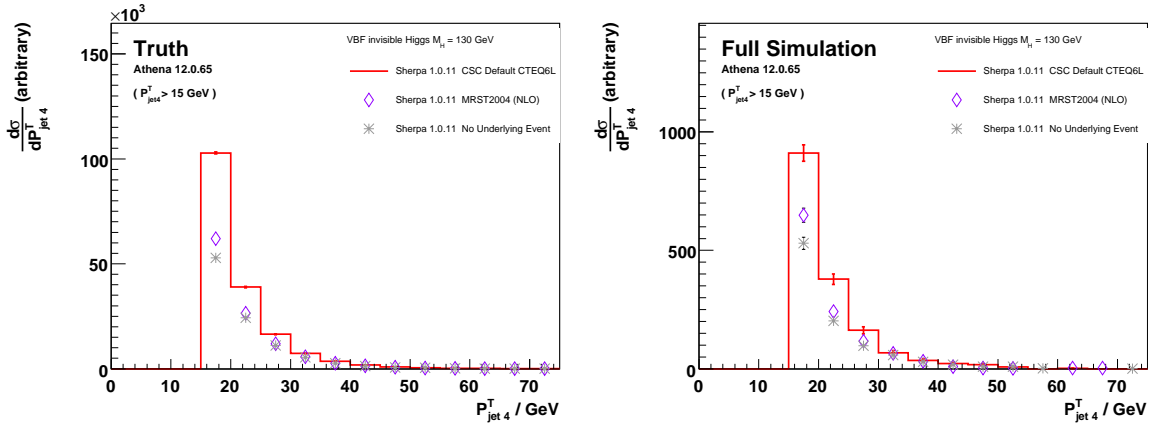 ×10³
Truth
VBF invisible Higgs M_H = 130 GeV
Athena 12.0.65
( P^T_jet4 > 15 GeV )
Sherpa 1.0.11 CSC Default CTEQ6L
Sherpa 1.0.11 MRST2004 (NLO)
Sherpa 1.0.11 No Underlying Event
dσ/dP^T_jet 4 (arbitrary)
150
100
50
0
0 10 20 30 40 50 60 70
P^T_jet 4 / GeV
Full Simulation
VBF invisible Higgs M_H = 130 GeV
Athena 12.0.65
( P^T_jet4 > 15 GeV )
Sherpa 1.0.11 CSC Default CTEQ6L
Sherpa 1.0.11 MRST2004 (NLO)
Sherpa 1.0.11 No Underlying Event
dσ/dP^T_jet 4 (arbitrary)
1000
500
0
0 10 20 30 40 50 60 70
P^T_jet 4 / GeV